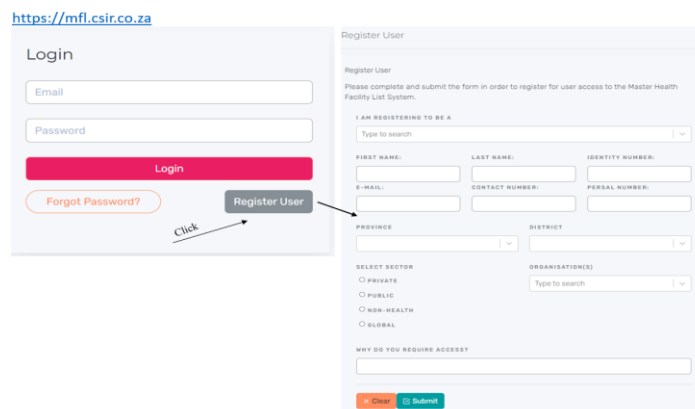 https://mfl.csir.co.za
Login
Email
Password
Login
Forgot Password?
Register User
Click
Register User
Register User
Please complete and submit the form in order to register for user access to the Master Health
Facility List System.
I AM REGISTERING TO BE A
Type to search
FIRST NAME: LAST NAME: IDENTITY NUMBER:
E-MAIL: CONTACT NUMBER: PERSAL NUMBER:
PROVINCE DISTRICT
SELECT SECTOR ORGANISATION(S)
PRIVATE
Type to search
PUBLIC
NON-HEALTH
GLOBAL
WHY DO YOU REQUIRE ACCESS?
× Clear Submit